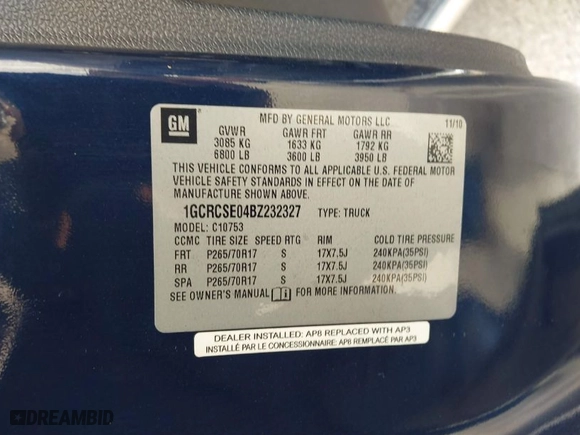 GM
MFD BY GENERAL MOTORS LLC
11/10
GVWR GAWR FRT GAWR RR
3085 KG 1633 KG 1792 KG
6800 LB 3600 LB 3950 LB
THIS VEHICLE CONFORMS TO ALL APPLICABLE U.S. FEDERAL MOTOR
VEHICLE SAFETY STANDARDS IN EFFECT ON THE DATE OF
MANUFACTURE SHOWN ABOVE.
1GCRCSE04BZ232327 TYPE: TRUCK
MODEL: C10753
CCMC TIRE SIZE SPEED RTG RIM COLD TIRE PRESSURE
FRT P265/70R17 S 17X7.5J 240KPA(35PSI)
RR P265/70R17 S 17X7.5J 240KPA(35PSI)
SPA P265/70R17 S 17X7.5J 240KPA(35PSI)
SEE OWNER'S MANUAL FOR MORE INFORMATION
DEALER INSTALLED: AP8 REPLACED WITH AP3
INSTALLÉ PAR LE CONCESSIONNAIRE: AP8 REMPLACÉ PAR AP3
DREAMBID